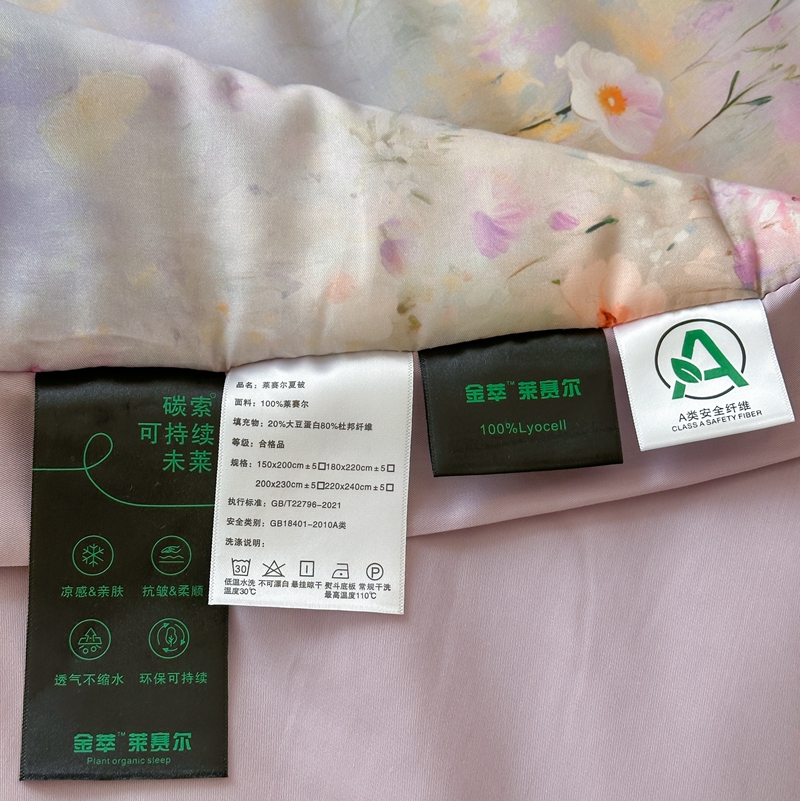 碳索®
可持续
未莱
凉感&亲肤
抗皱&柔顺
透气不缩水
环保可持续
金萃™莱赛尔
Plant organic sleep
品名：莱赛尔夏被
面料：100%莱赛尔
填充物：20%大豆蛋白80%杜邦纤维
等级：合格品
规格：150x200cm±5□180x220cm±5□
200x230cm±5□220x240cm±5□
执行标准：GB/T22796-2021
安全类别：GB18401-2010A类
洗涤说明：
30
P
低温水洗 不可漂白 悬挂晾干 熨斗底板 常规干洗
温度30℃ 最高温度110℃
金萃™莱赛尔
100%Lyocell
A
A类安全纤维
CLASS A SAFETY FIBER